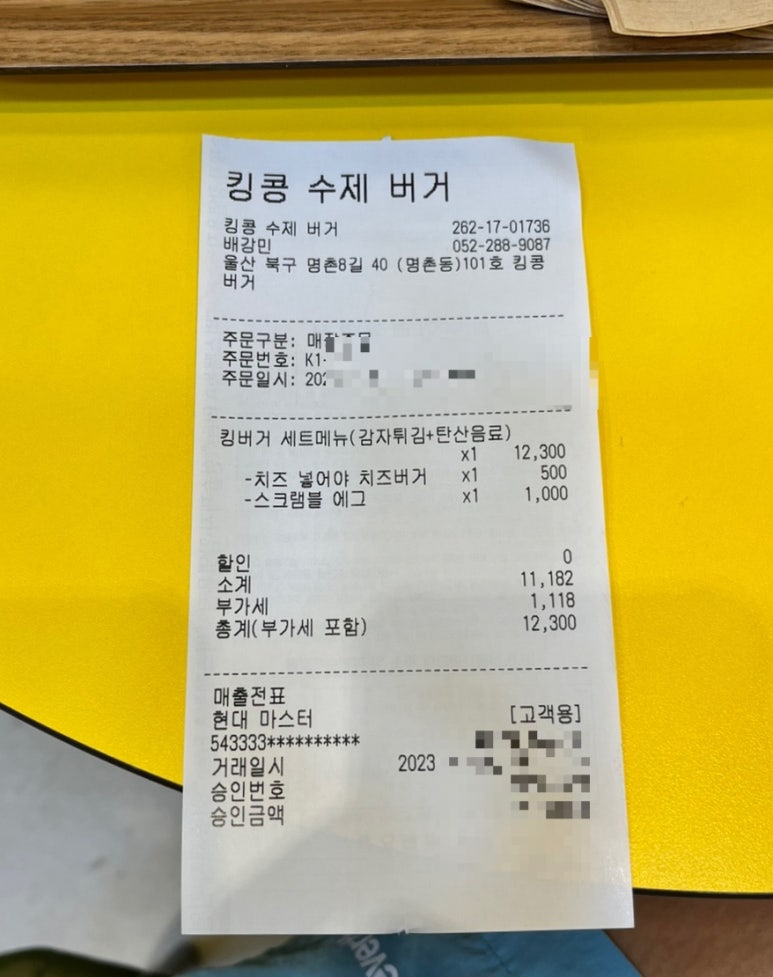 킹콩 수제 버거
킹콩 수제 버거 262-17-01736
배강민 052-288-9087
울산 북구 명촌8길 40 (명촌동)101호 킹콩
버거
주문구분:
주문번호: K1-
주문일시:
킹버거 세트메뉴(감자튀김+탄산음료)
x1 12,300
-치즈 넣어야 치즈버거 x1 500
-스크램블 에그 x1 1,000
할인 0
소계 11,182
부가세 1,118
총계(부가세 포함) 12,300
매출전표
현대 마스터 [고객용]
543333**********
거래일시 2023
승인번호
승인금액